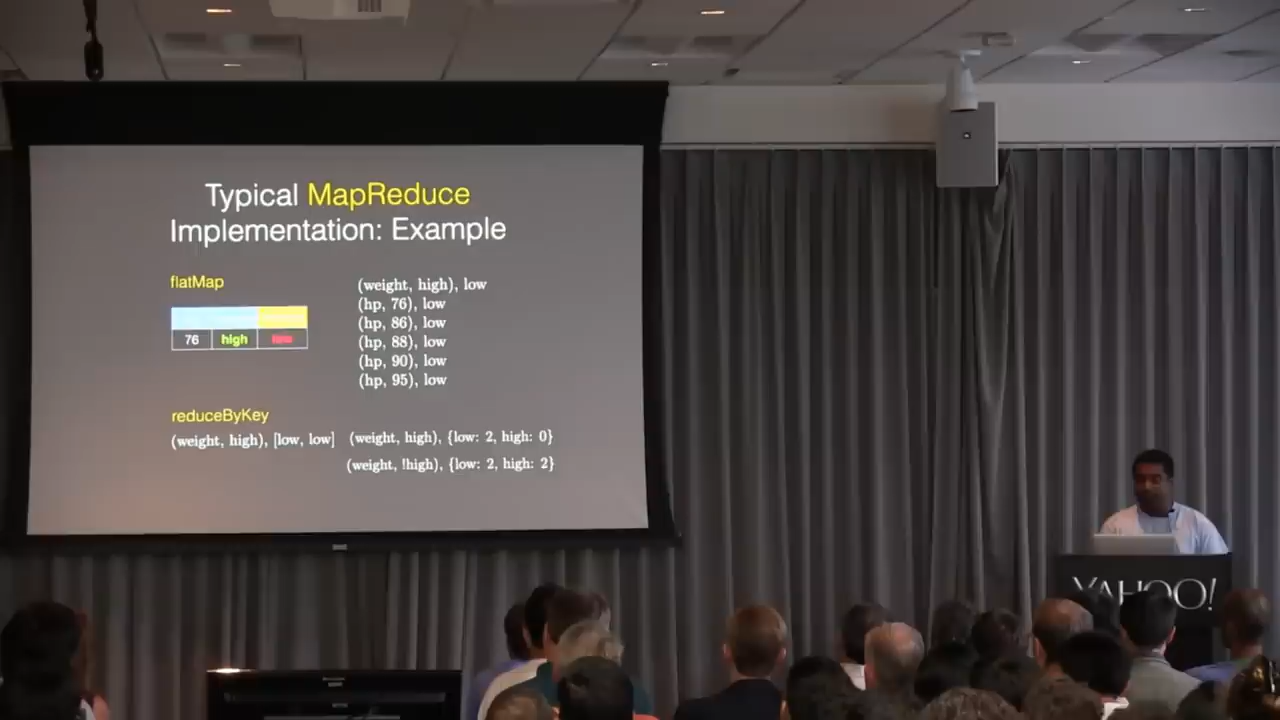 Typical MapReduce
Implementation: Example
flatMap
76 high
(weight, high), low
(hp, 76), low
(hp, 86), low
(hp, 88), low
(hp, 90), low
(hp, 95), low
reduceByKey
(weight, high), [low, low]
(weight, high), {low: 2, high: 0}
(weight, !high), {low: 2, high: 2}
YAHOO!